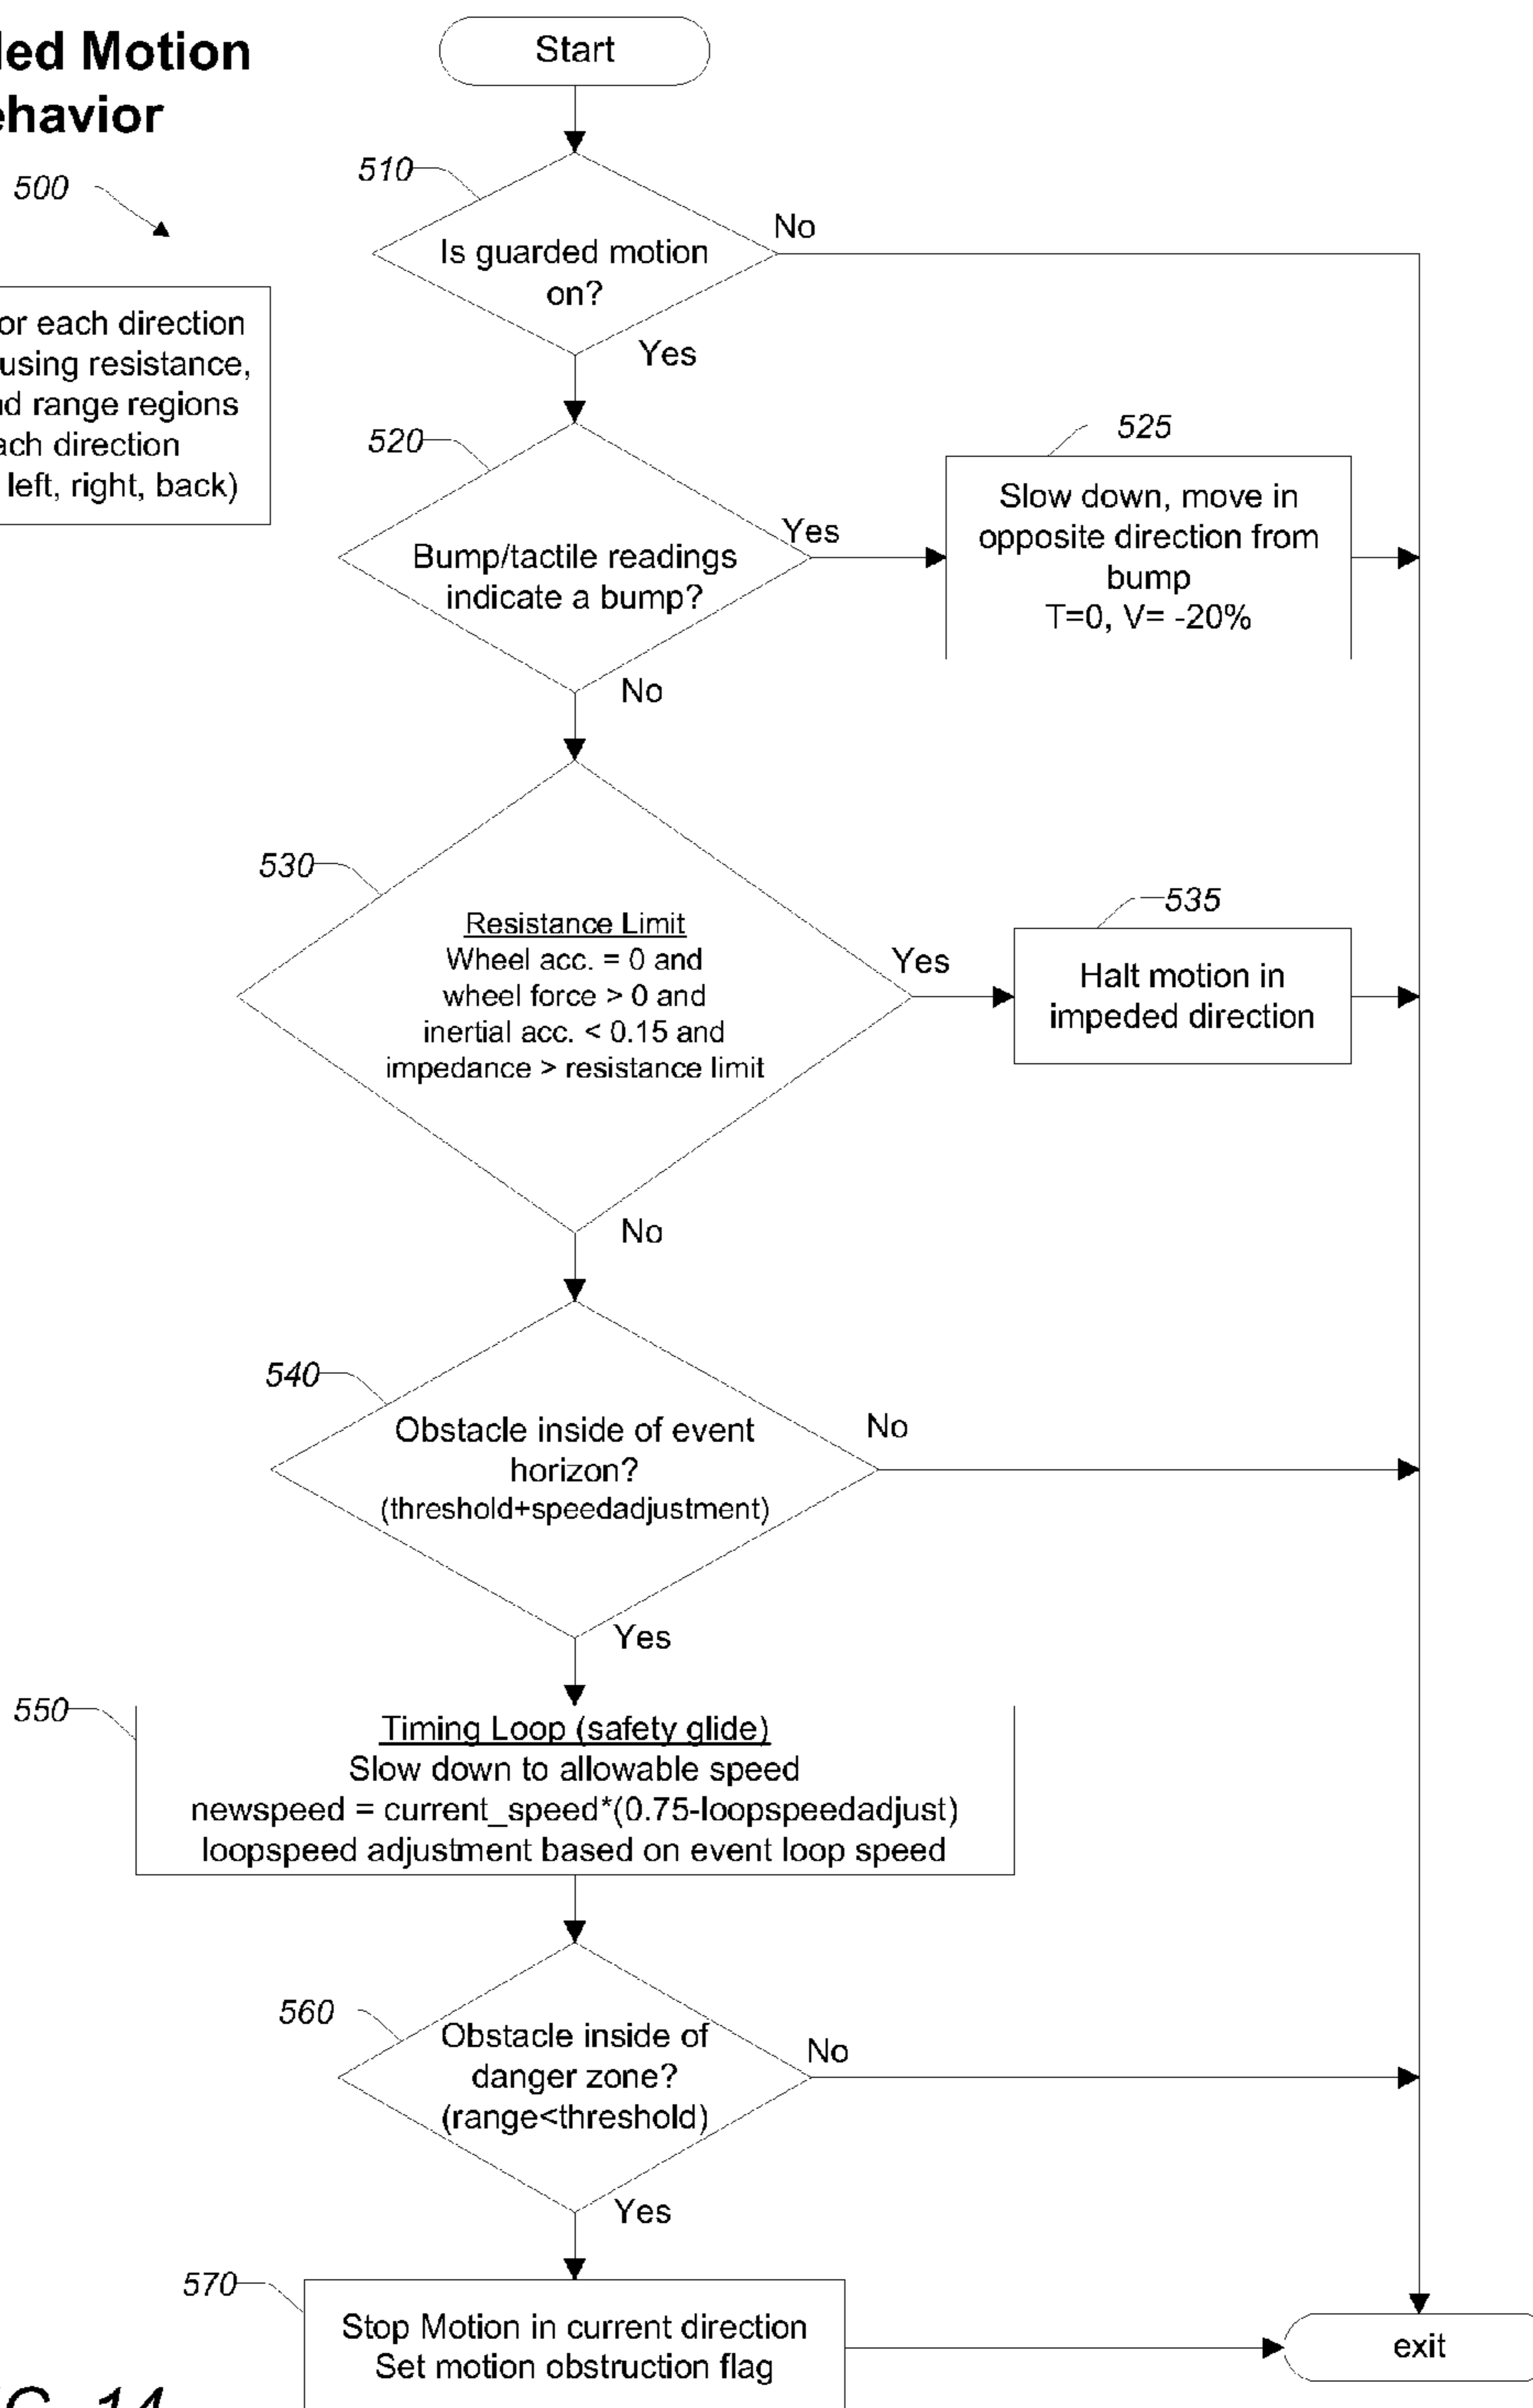 Motion
Start
510
500
Is guarded motion
on?
No
Yes
for each direction
using resistance,
range regions
direction
left, right, back)
520
Bump/tactile readings
indicate a bump?
Yes
No
525
Slow down, move in
opposite direction from
bump
T=0, V= -20%
530
Resistance Limit
Wheel acc. = 0 and
wheel force > 0 and
inertial acc. < 0.15 and
impedance > resistance limit
Yes
No
535
Halt motion in
impeded direction
540
Obstacle inside of event
horizon?
(threshold+speedadjustment)
No
Yes
550
Timing Loop (safety glide)
Slow down to allowable speed
newspeed = current_speed*(0.75-loopspeedadjust)
loopspeed adjustment based on event loop speed
560
Obstacle inside of
danger zone?
(range<threshold)
No
Yes
570
Stop Motion in current direction
Set motion obstruction flag
exit
14